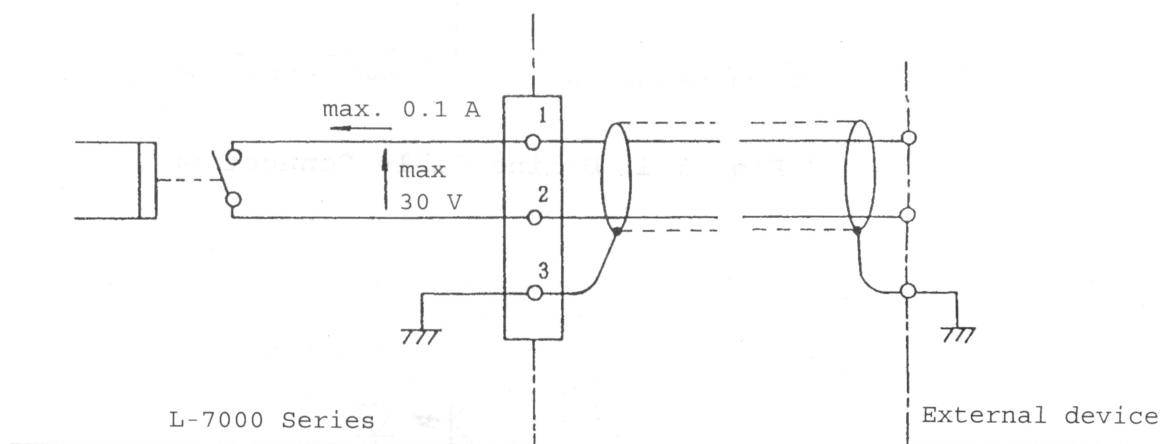 max. 0.1 A
max
30 V
1
2
3
L-7000 Series
External device